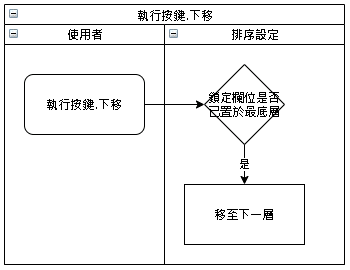 執行按鍵.下移
使用者
排序設定
執行按鍵.下移
鎖定欄位是否
已置於最底層
是
移至下一層